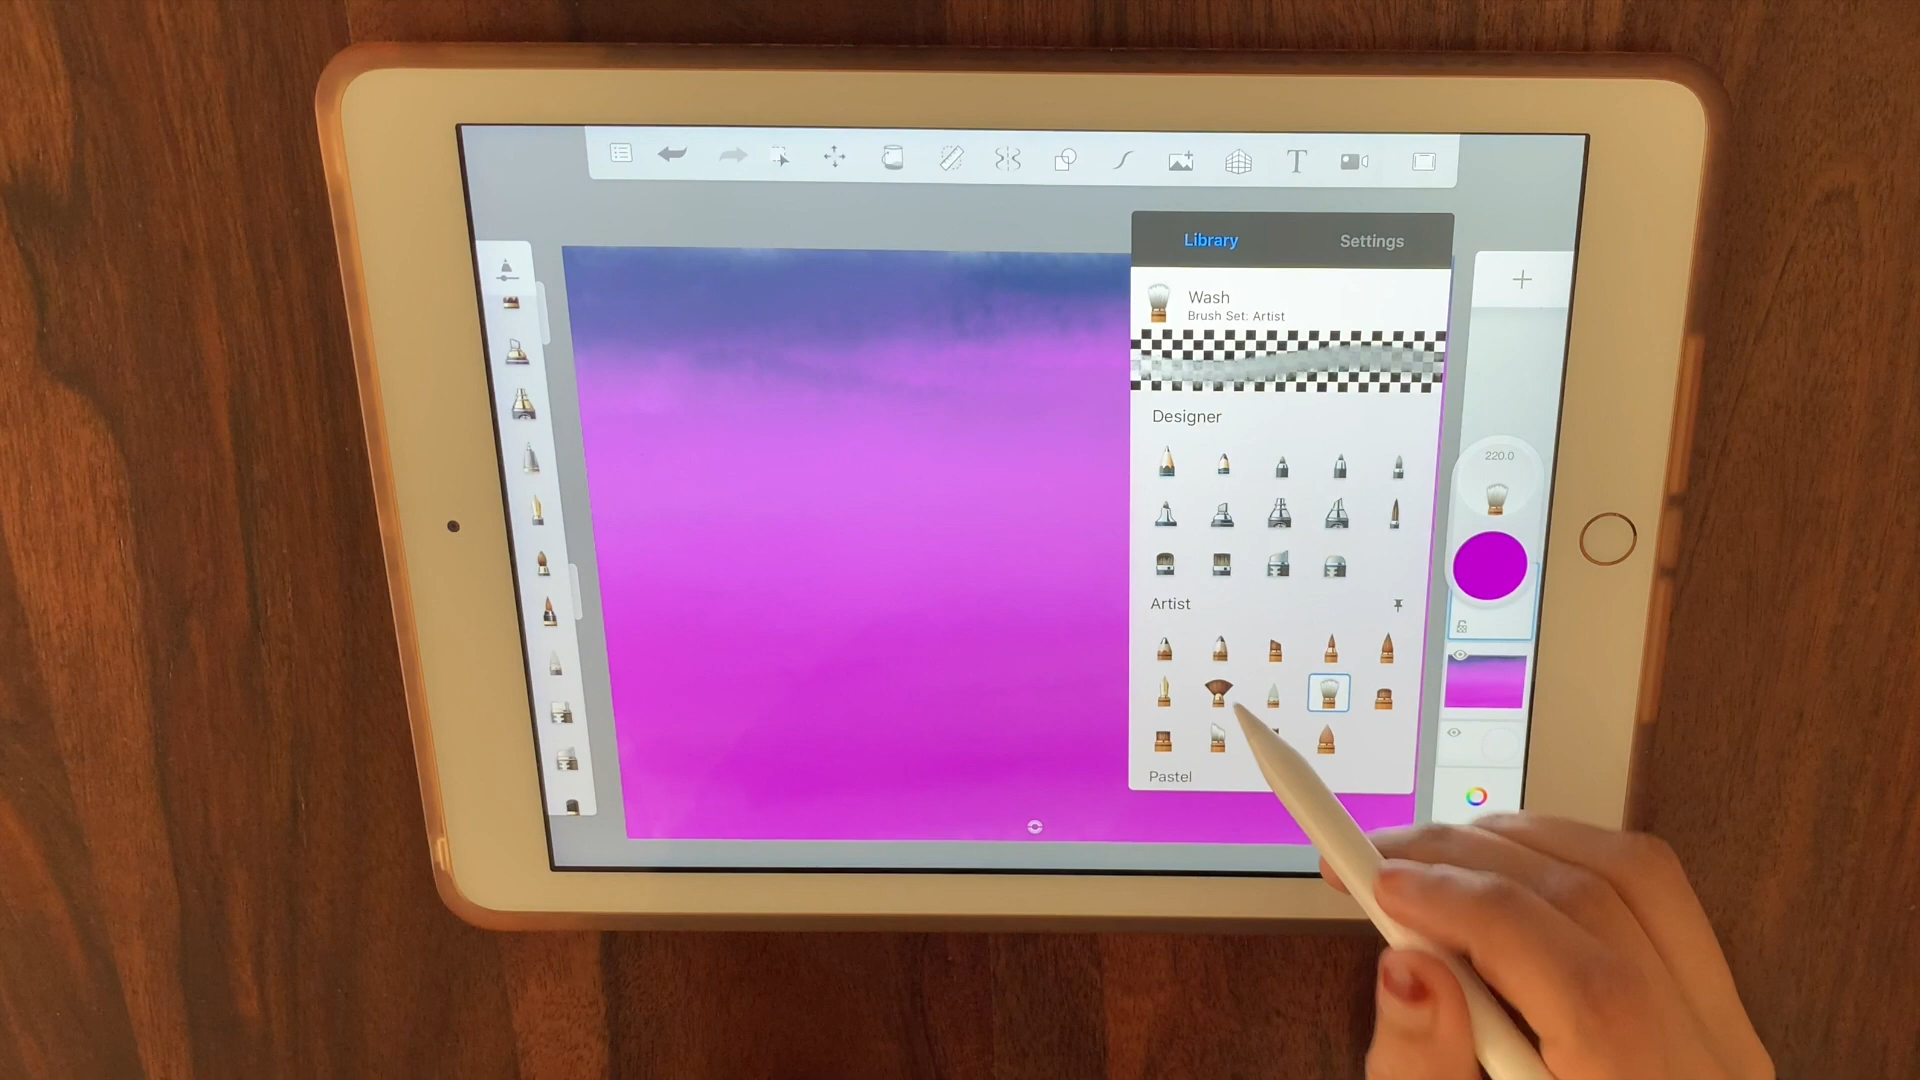 T
Library
Settings
Wash
Brush Set: Artist
Designer
220.0
Artist
Pastel